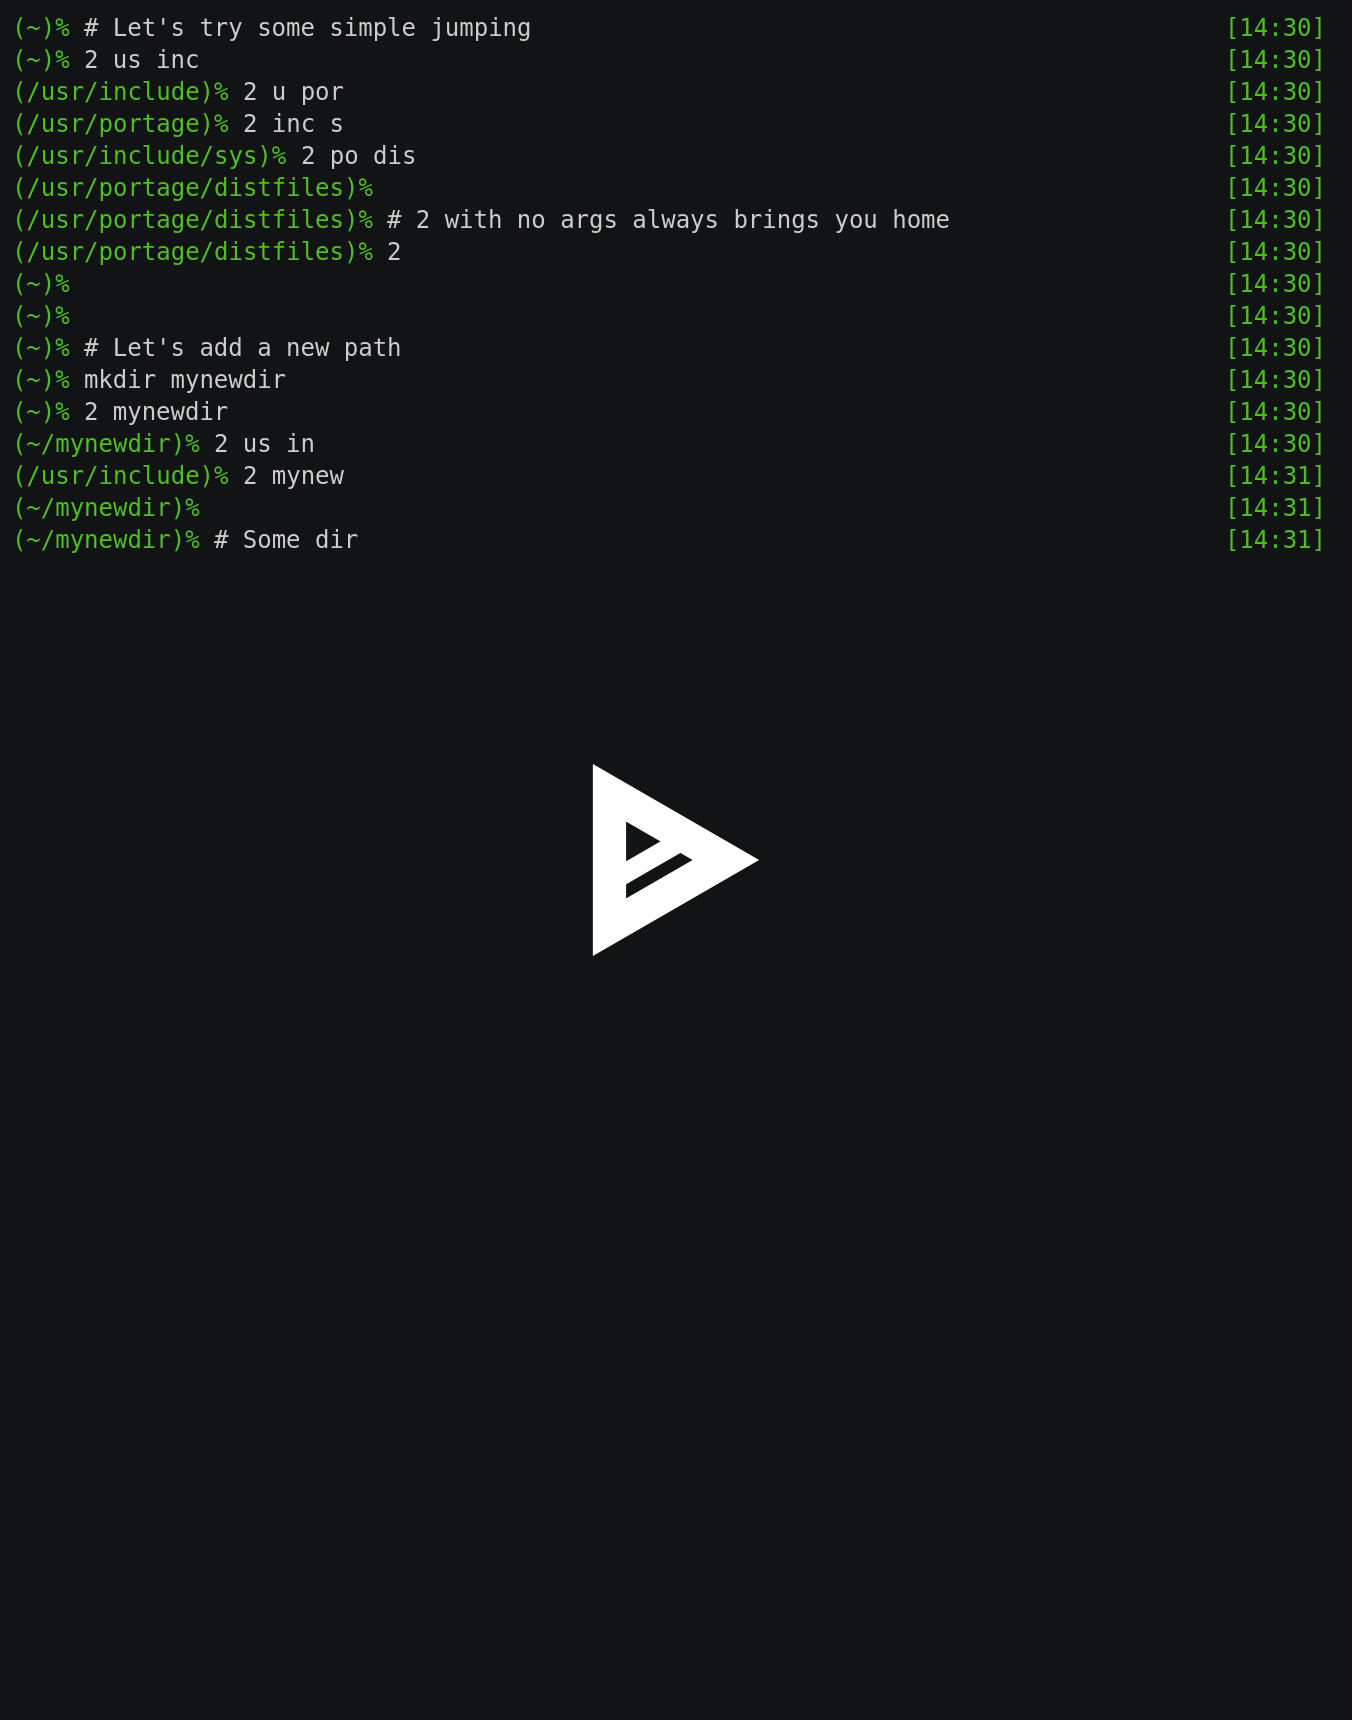 (~)% # Let's try some simple jumping [14:30]
(~)% 2 us inc [14:30]
(/usr/include)% 2 u por [14:30]
(/usr/portage)% 2 inc s [14:30]
(/usr/include/sys)% 2 po dis [14:30]
(/usr/portage/distfiles)% [14:30]
(/usr/portage/distfiles)% # 2 with no args always brings you home [14:30]
(/usr/portage/distfiles)% 2 [14:30]
(~)% [14:30]
(~)% [14:30]
(~)% # Let's add a new path [14:30]
(~)% mkdir mynewdir [14:30]
(~)% 2 mynewdir [14:30]
(~/mynewdir)% 2 us in [14:30]
(/usr/include)% 2 mynew [14:31]
(~/mynewdir)% [14:31]
(~/mynewdir)% # Some dir [14:31]